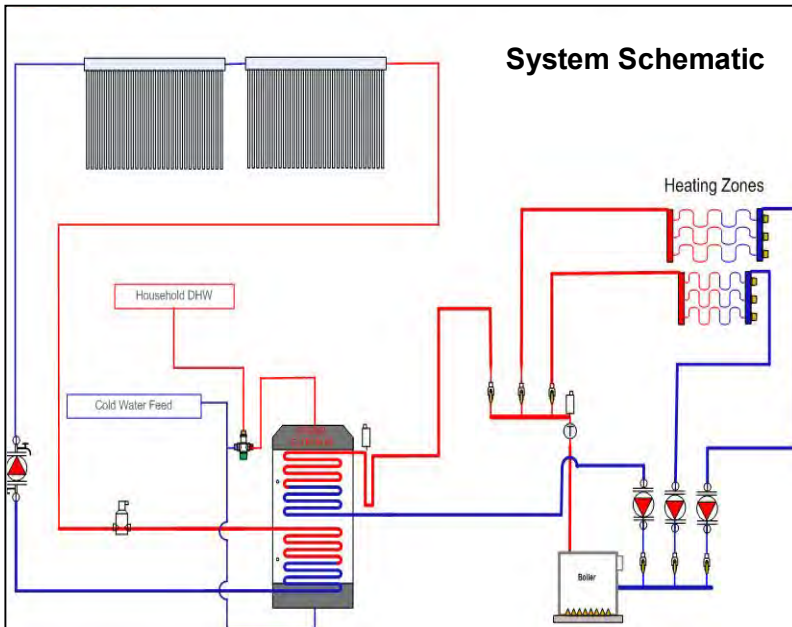 System Schematic
Heating Zones
Household DHW
Cold Water Feed
T
Boiler